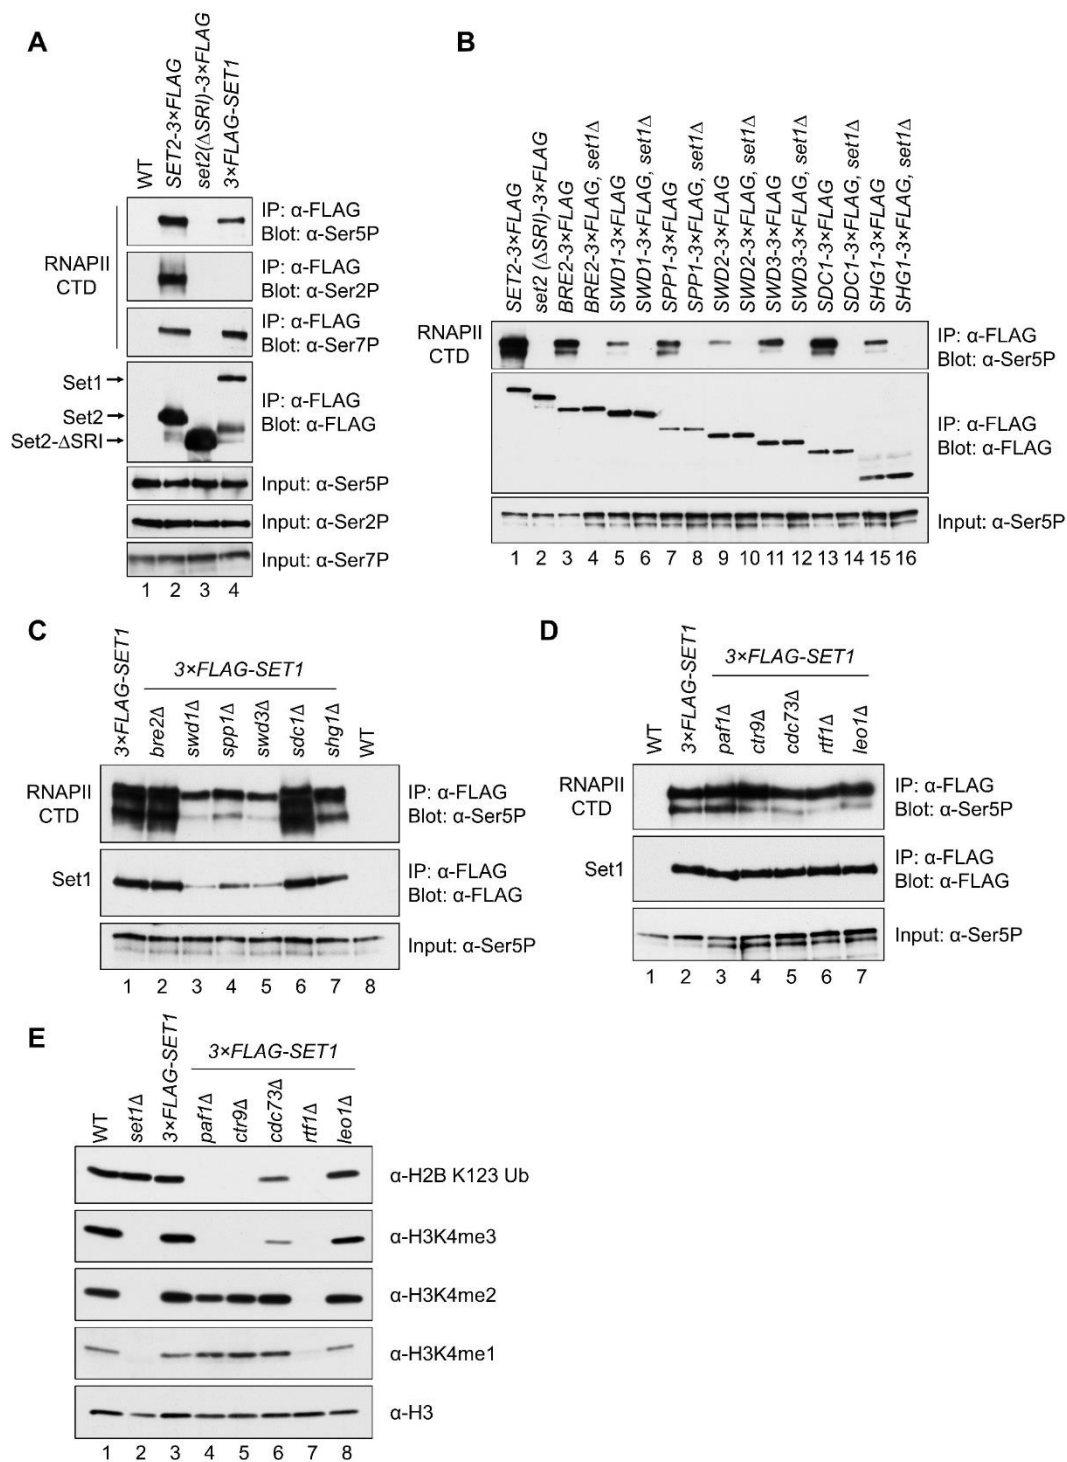 A
WT
SET2-3×FLAG
set2(ΔSRI)-3×FLAG
3×FLAG-SET1
RNAPII
CTD
IP: α-FLAG
Blot: α-Ser5P
IP: α-FLAG
Blot: α-Ser2P
IP: α-FLAG
Blot: α-Ser7P
Set1
Set2
Set2-ΔSRI
IP: α-FLAG
Blot: α-FLAG
Input: α-Ser5P
Input: α-Ser2P
Input: α-Ser7P
1 2 3 4
B
SET2-3×FLAG
set2 (ΔSRI)-3×FLAG
BRE2-3×FLAG
BRE2-3×FLAG, set1Δ
SWD1-3×FLAG
SWD1-3×FLAG, set1Δ
SPP1-3×FLAG
SPP1-3×FLAG, set1Δ
SWD2-3×FLAG
SWD2-3×FLAG, set1Δ
SWD3-3×FLAG
SWD3-3×FLAG, set1Δ
SDC1-3×FLAG
SDC1-3×FLAG, set1Δ
SHG1-3×FLAG
SHG1-3×FLAG, set1Δ
RNAPII
CTD
IP: α-FLAG
Blot: α-Ser5P
IP: α-FLAG
Blot: α-FLAG
Input: α-Ser5P
1 2 3 4 5 6 7 8 9 10 11 12 13 14 15 16
C
3×FLAG-SET1
3×FLAG-SET1
bre2Δ
swd1Δ
spp1Δ
swd3Δ
sdc1Δ
shg1Δ
WT
RNAPII
CTD
IP: α-FLAG
Blot: α-Ser5P
Set1
IP: α-FLAG
Blot: α-FLAG
Input: α-Ser5P
1 2 3 4 5 6 7 8
D
WT
3×FLAG-SET1
3×FLAG-SET1
paf1Δ
ctr9Δ
cdc73Δ
rtf1Δ
leo1Δ
RNAPII
CTD
IP: α-FLAG
Blot: α-Ser5P
Set1
IP: α-FLAG
Blot: α-FLAG
Input: α-Ser5P
1 2 3 4 5 6 7
E
WT
set1Δ
3×FLAG-SET1
3×FLAG-SET1
paf1Δ
ctr9Δ
cdc73Δ
rtf1Δ
leo1Δ
α-H2B K123 Ub
α-H3K4me3
α-H3K4me2
α-H3K4me1
α-H3
1 2 3 4 5 6 7 8